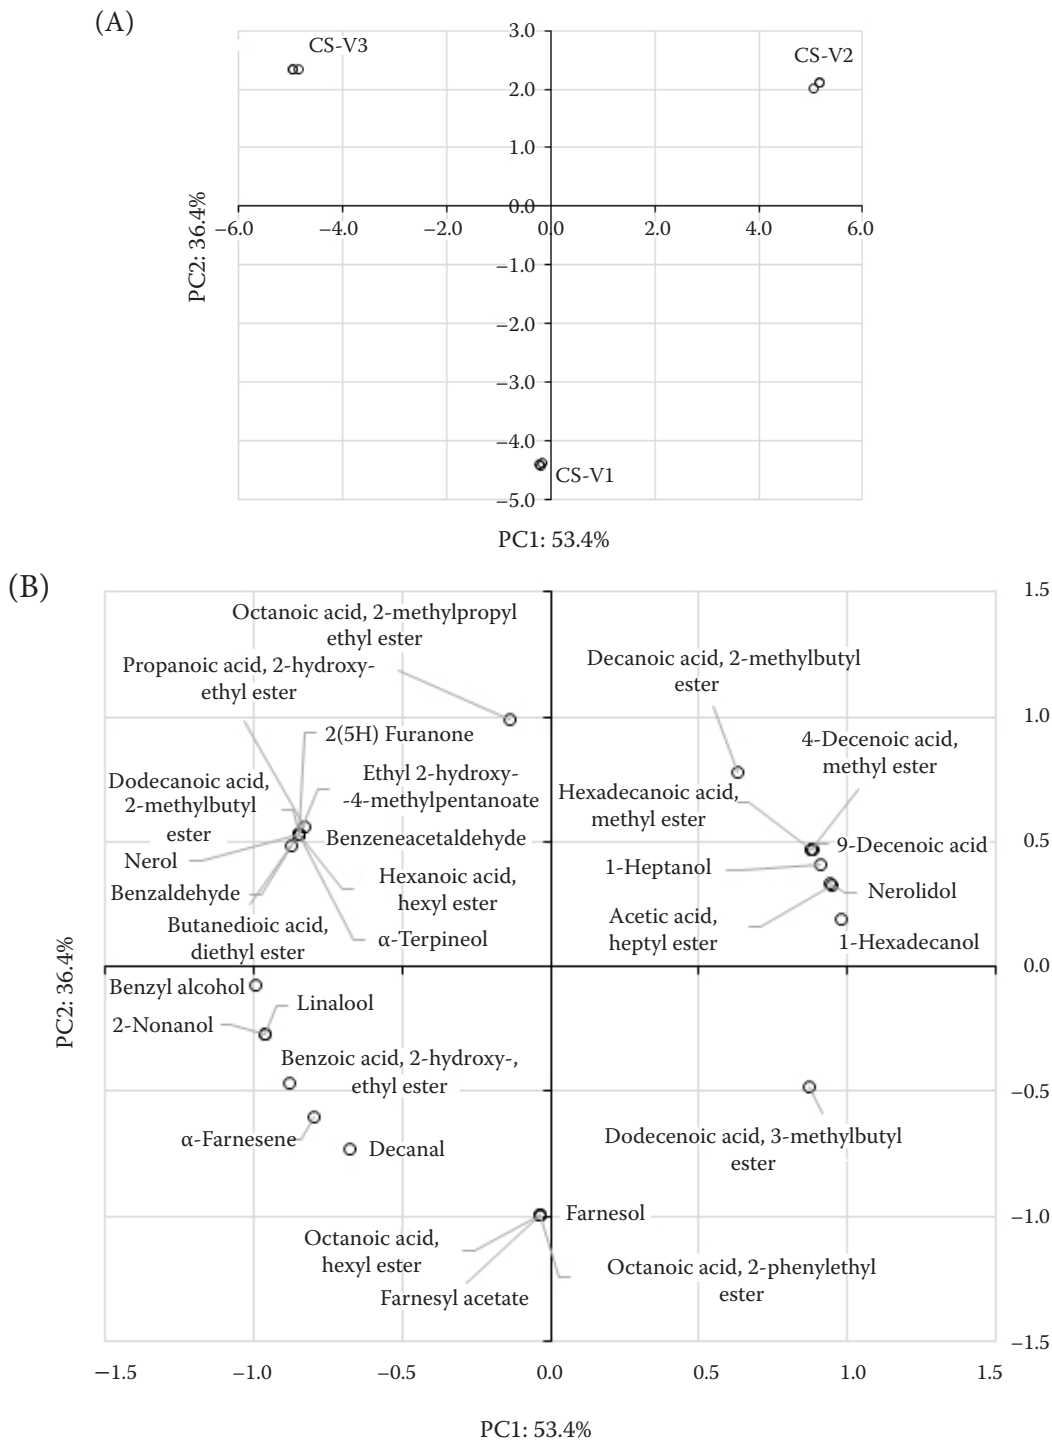 (A)
3.0
CS-V3
CS-V2
2.0
1.0
0.0
−6.0
−4.0
−2.0
0.0
2.0
4.0
6.0
PC2: 36.4%
−1.0
−2.0
−3.0
−4.0
CS-V1
−5.0
PC1: 53.4%
(B)
1.5
Octanoic acid, 2-methylpropyl
ethyl ester
Propanoic acid, 2-hydroxy-
ethyl ester
Decanoic acid, 2-methylbutyl
ester
1.0
2(5H) Furanone
4-Decenoic acid,
methyl ester
Dodecanoic acid,
2-methylbutyl
ester
Ethyl 2-hydroxy-
-4-methylpentanoate
Hexadecanoic acid,
methyl ester
Benzeneacetaldehyde
0.5
9-Decenoic acid
Nerol
1-Heptanol
Benzaldehyde
Hexanoic acid,
hexyl ester
Nerolidol
Butanedioic acid,
diethyl ester
α-Terpineol
Acetic acid,
heptyl ester
1-Hexadecanol
0.0
PC2: 36.4%
Benzyl alcohol
Linalool
2-Nonanol
Benzoic acid, 2-hydroxy-,
ethyl ester
−0.5
α-Farnesene
Decanal
Dodecenoic acid, 3-methylbutyl
ester
Farnesol
−1.0
Octanoic acid,
hexyl ester
Octanoic acid, 2-phenylethyl
ester
Farnesyl acetate
−1.5
−1.5
−1.0
−0.5
0.0
0.5
1.0
1.5
PC1: 53.4%